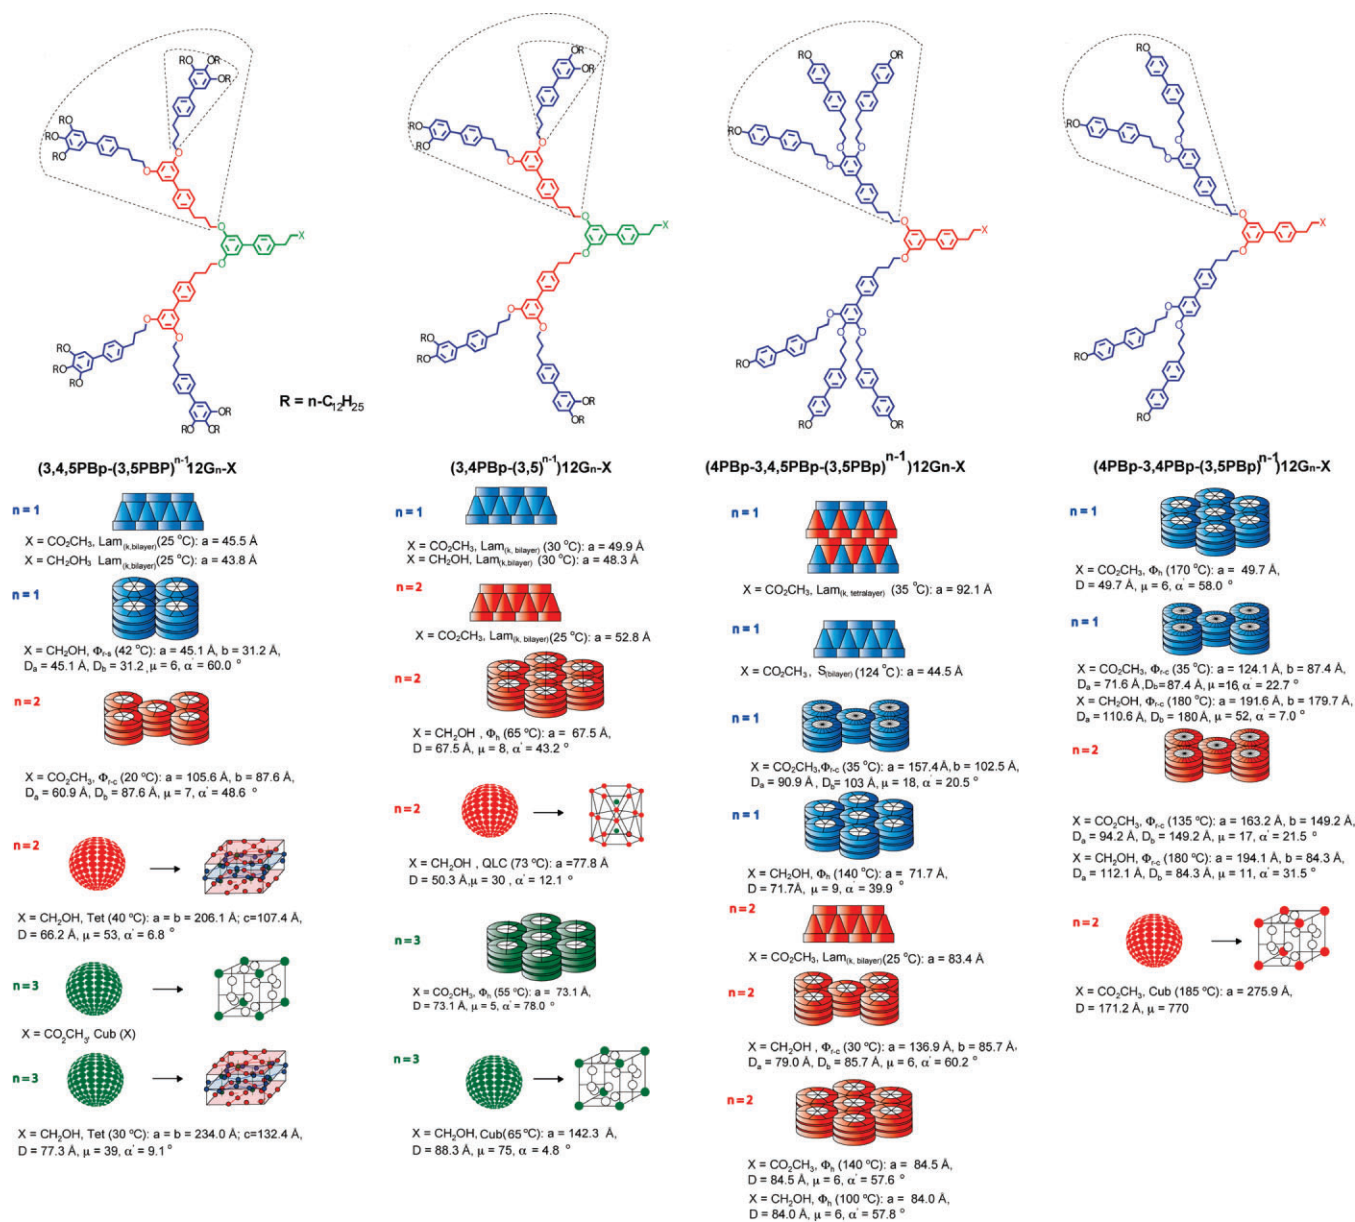 R = n-C12H25
(3,4,5PBp-(3,5PBP)n-1)12Gn-X
n = 1
X = CO2CH3, Lam(k,bilayer)(25 °C): a = 45.5 Å
X = CH2OH, Lam(k,bilayer)(25 °C): a = 43.8 Å
n = 1
X = CH2OH, Φr-s (42 °C): a = 45.1 Å, b = 31.2 Å,
Da = 45.1 Å, Db = 31.2, μ = 6, α' = 60.0 °
n = 2
X = CO2CH3, Φr-c (20 °C): a = 105.6 Å, b = 87.6 Å,
Da = 60.9 Å, Db = 87.6 Å, μ = 7, α' = 48.6 °
n = 2
X = CH2OH, Tet (40 °C): a = b = 206.1 Å; c=107.4 Å,
D = 66.2 Å, μ = 53, α' = 6.8 °
n = 3
X = CO2CH3, Cub (X)
n = 3
X = CH2OH, Tet (30 °C): a = b = 234.0 Å; c=132.4 Å,
D = 77.3 Å, μ = 39, α' = 9.1 °
(3,4PBp-(3,5)n-1)12Gn-X
n = 1
X = CO2CH3, Lam(k, bilayer) (30 °C): a = 49.9 Å
X = CH2OH, Lam(k,bilayer) (30 °C): a = 48.3 Å
n = 2
X = CO2CH3, Lam(k, bilayer)(25 °C): a = 52.8 Å
n = 2
X = CH2OH , Φh (65 °C): a = 67.5 Å,
D = 67.5 Å, μ = 8, α' = 43.2 °
n = 2
X = CH2OH , QLC (73 °C): a =77.8 Å
D = 50.3 Å, μ = 30 , α' = 12.1 °
n = 3
X = CO2CH3, Φh (55 °C): a = 73.1 Å,
D = 73.1 Å, μ = 5, α' = 78.0 °
n = 3
X = CH2OH, Cub(65 °C): a = 142.3 Å,
D = 88.3 Å, μ = 75, α' = 4.8 °
(4PBp-3,4,5PBp-(3,5PBp)n-1)12Gn-X
n = 1
X = CO2CH3, Lam(k, tetralayer) (35 °C): a = 92.1 Å
n = 1
X = CO2CH3, S(bilayer) (124 °C): a = 44.5 Å
n = 1
X = CO2CH3,Φr-c (35 °C): a = 157.4 Å, b = 102.5 Å,
Da = 90.9 Å, Db= 103 Å, μ = 18, α' = 20.5 °
n = 1
X = CH2OH, Φh (140 °C): a = 71.7 Å,
D = 71.7Å, μ = 9, α' = 39.9 °
n = 2
X = CO2CH3, Lam(k, bilayer)(25 °C): a = 83.4 Å
n = 2
X = CH2OH , Φr-c (30 °C): a = 136.9 Å, b = 85.7 Å,
Da = 79.0 Å, Db = 85.7 Å, μ = 6, α' = 60.2 °
n = 2
X = CO2CH3, Φh (140 °C): a = 84.5 Å,
D = 84.5 Å, μ = 6, α' = 57.6 °
X = CH2OH, Φh (100 °C): a = 84.0 Å,
D = 84.0 Å, μ = 6, α' = 57.8 °
(4PBp-3,4PBp-(3,5PBp)n-1)12Gn-X
n = 1
X = CO2CH3, Φh (170 °C): a = 49.7 Å,
D = 49.7 Å, μ = 6, α' = 58.0 °
n = 1
X = CO2CH3, Φr-c (35 °C): a = 124.1 Å, b = 87.4 Å,
Da = 71.6 Å, Db= 87.4 Å, μ =16, α' = 22.7 °
X = CH2OH, Φr-c (180 °C): a = 191.6 Å, b = 179.7 Å,
Da = 110.6 Å, Db = 180 Å, μ = 52, α' = 7.0 °
n = 2
X = CO2CH3, Φr-c (135 °C): a = 163.2 Å, b = 149.2 Å,
Da = 94.2 Å, Db = 149.2 Å, μ = 17, α' = 21.5 °
X = CH2OH, Φr-c (180 °C): a = 194.1 Å, b = 84.3 Å,
Da = 112.1 Å, Db = 84.3 Å, μ = 11, α' = 31.5 °
n = 2
X = CO2CH3, Cub (185 °C): a = 275.9 Å,
D = 171.2 Å, μ = 770